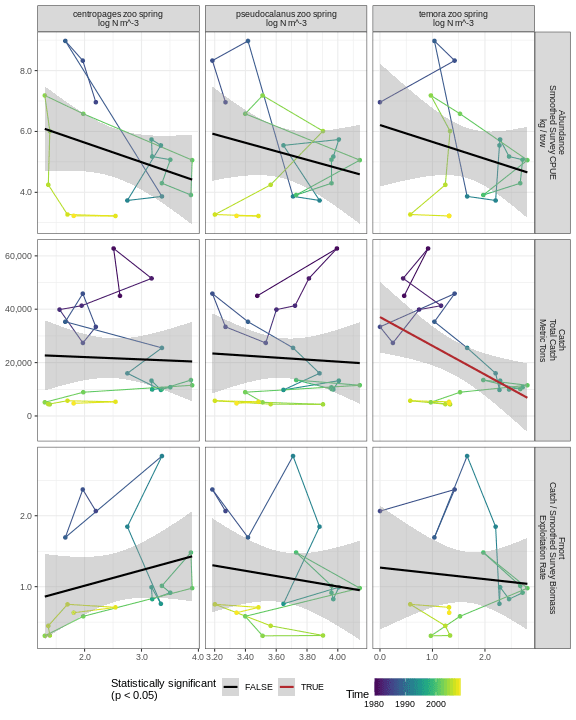 centropages zoo spring
log N m^-3
pseudocalanus zoo spring
log N m^-3
temora zoo spring
log N m^-3
8.0
6.0
4.0
Abundance
Smoothed Survey CPUE
kg / tow
60,000
40,000
20,000
0
Catch
Total Catch
Metric Tons
2.0
1.0
Fmort
Catch / Smoothed Survey Biomass
Exploitation Rate
2.0
3.0
4.0
3.20
3.40
3.60
3.80
4.00
0.0
1.0
2.0
Statistically significant
(p < 0.05)
FALSE
TRUE
Time
1980
1990
2000